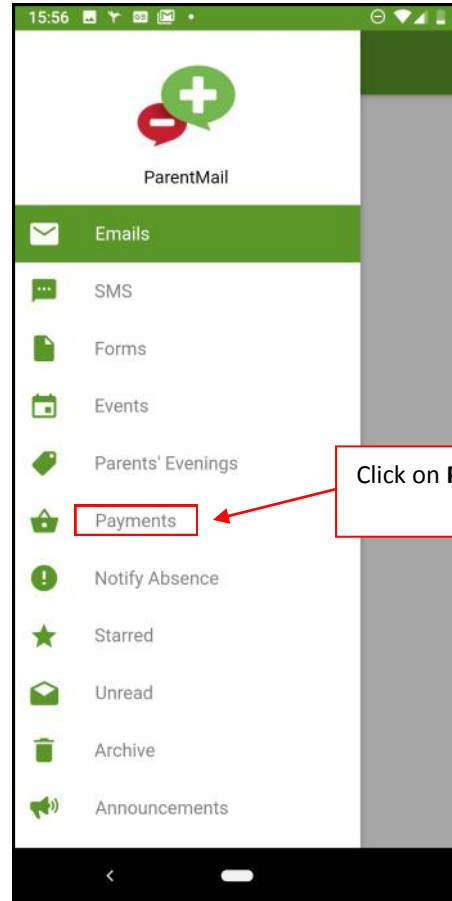 15:56
ParentMail
Emails
SMS
Forms
Events
Parents' Evenings
Click on
Payments
Notify Absence
Starred
Unread
Archive
Announcements